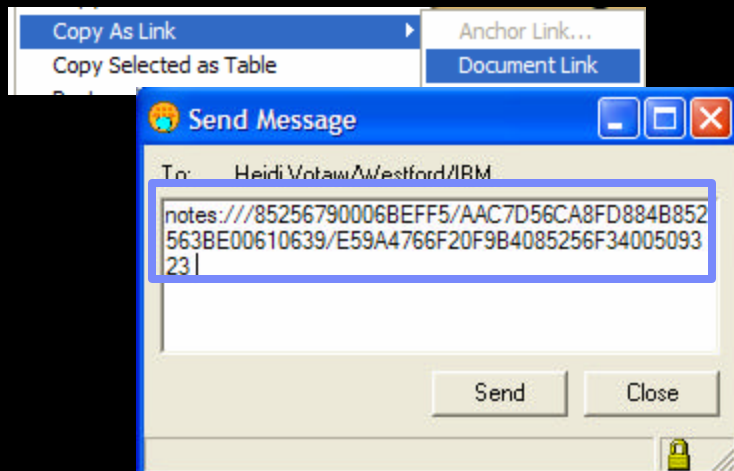 Copy As Link
Anchor Link...
Copy Selected as Table
Document Link
Send Message
To: Heidi Votaw/Westford/IBM
notes:///85256790006BEFF5/AAC7D56CA8FD884B852
563BE00610639/E59A4766F20F9B4085256F34005093
23
Send
Close